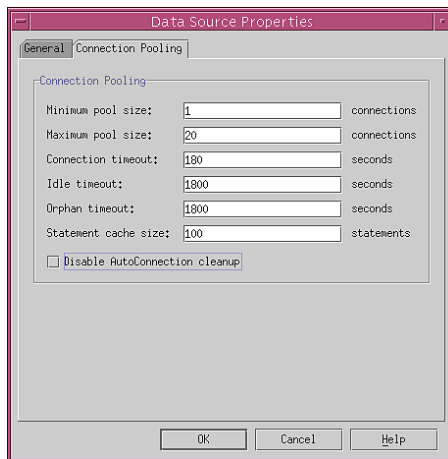 Data Source Properties
General Connection Pooling
Connection Pooling
Minimum pool size: 1 connections
Maximum pool size: 20 connections
Connection timeout: 180 seconds
Idle timeout: 1800 seconds
Orphan timeout: 1800 seconds
Statement cache size: 100 statements
Disable AutoConnection cleanup
OK Cancel Help